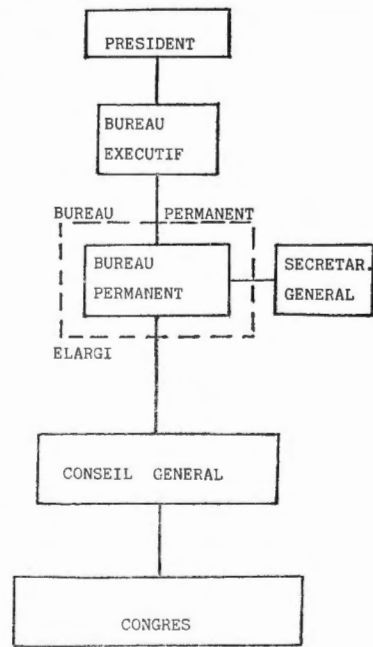 PRESIDENT
BUREAU
EXECUTIF
BUREAU PERMANENT
BUREAU
PERMANENT
SECRETAR.
GENERAL
ELARGI
CONSEIL GENERAL
CONGRES